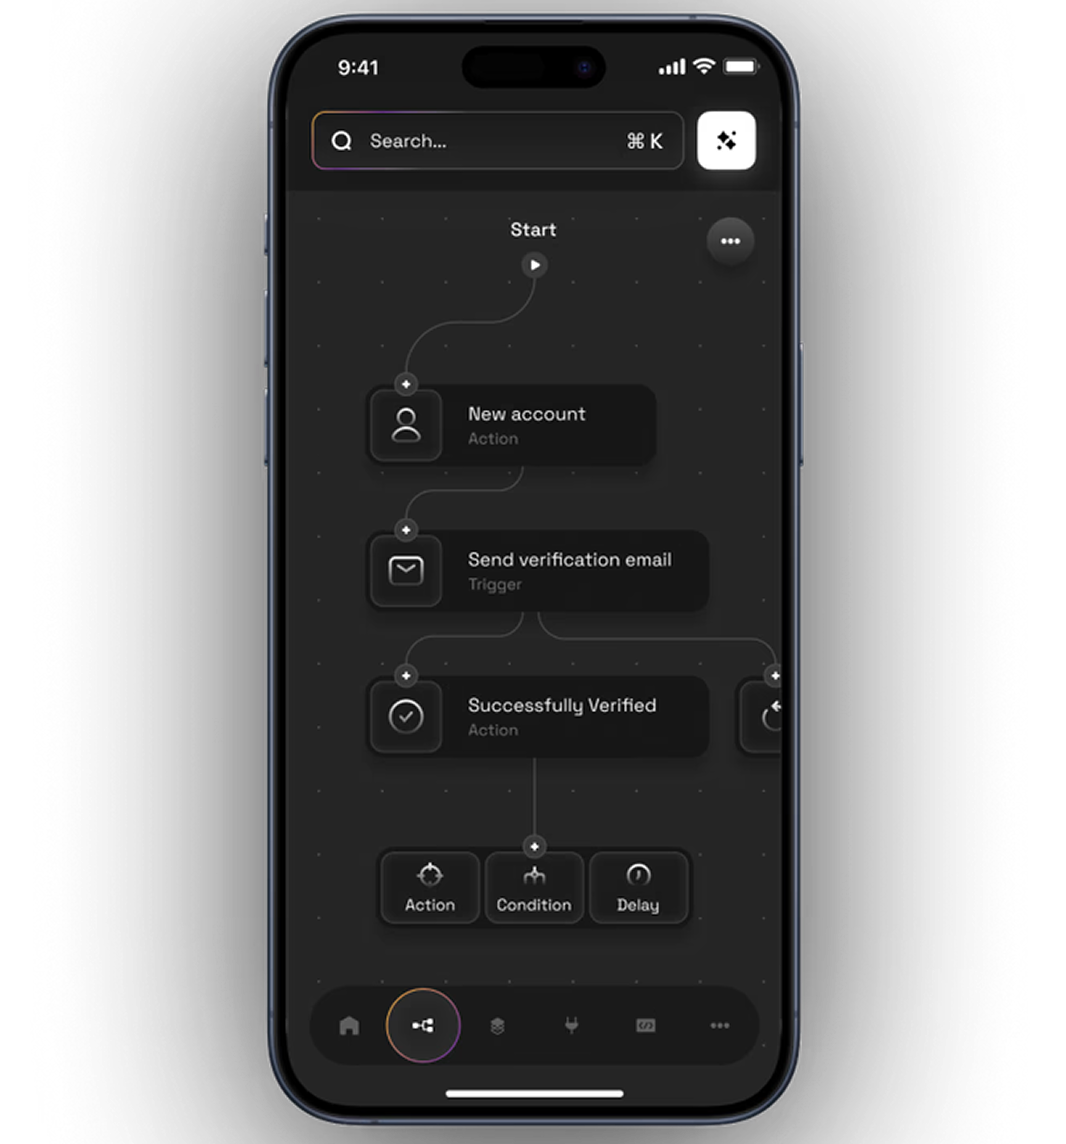 9:41
Search...
⌘ K
Start
New account
Action
Send verification email
Trigger
Successfully Verified
Action
Action
Condition
Delay